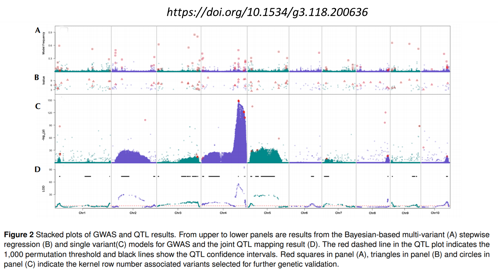 https://doi.org/10.1534/g3.118.200636
A
B
C
D
Chr1 Chr2 Chr3 Chr4 Chr5 Chr6 Chr7 Chr8 Chr9 Chr10
Figure 2 Stacked plots of GWAS and QTL results. From upper to lower panels are results from the Bayesian-based multi-variant (A) stepwise
regression (B) and single variant(C) models for GWAS and the joint QTL mapping result (D). The red dashed line in the QTL plot indicates the
1,000 permutation threshold and black lines show the QTL confidence intervals. Red squares in panel (A), triangles in panel (B) and circles in
panel (C) indicate the kernel row number associated variants selected for further genetic validation.